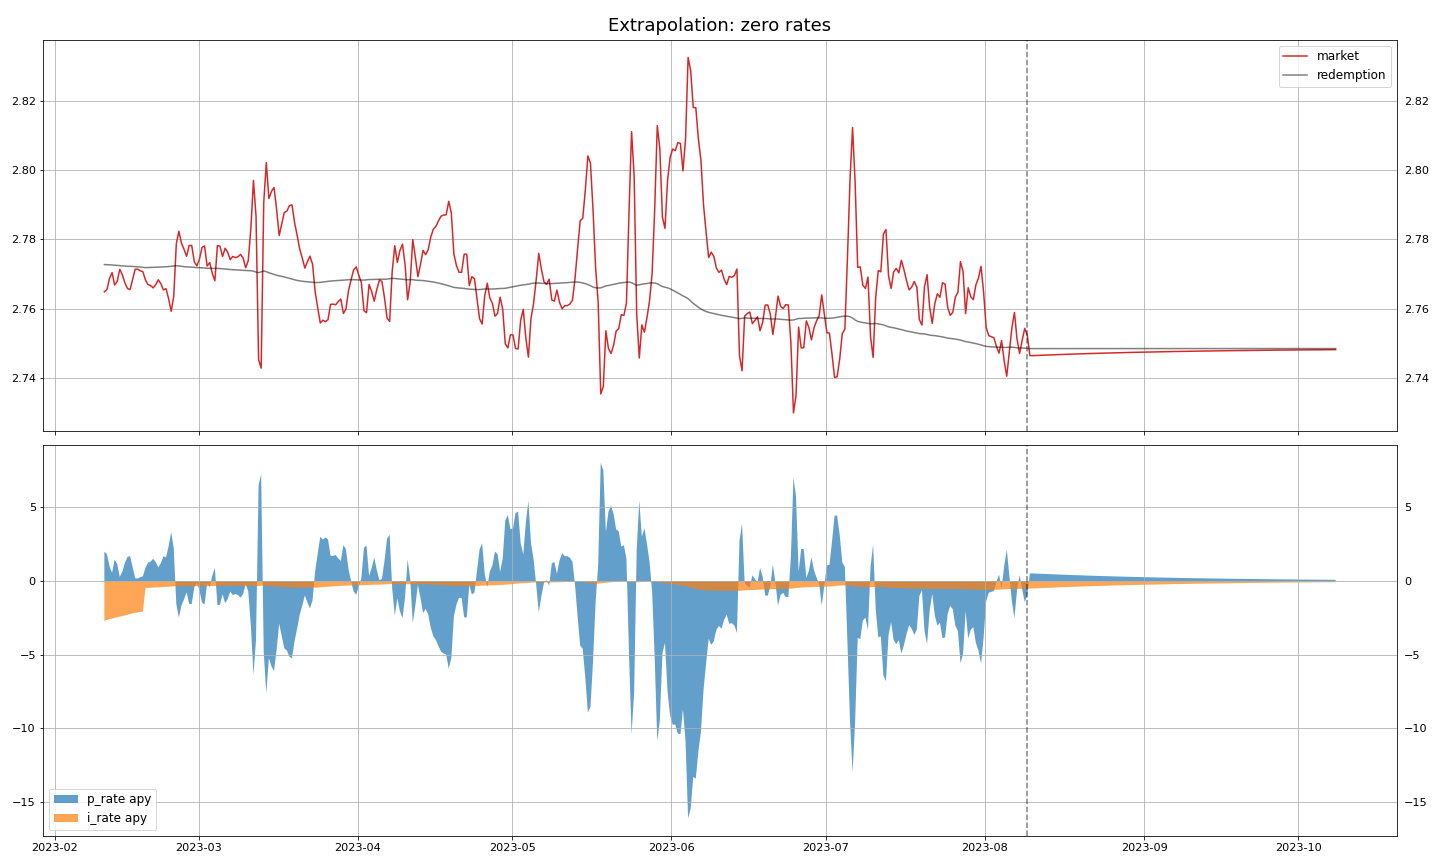 Extrapolation: zero rates
market
redemption
2.82 2.82
2.80 2.80
2.78 2.78
2.76 2.76
2.74 2.74
5 5
0 0
−5 −5
−10 −10
−15 −15
p_rate apy
i_rate apy
2023-02 2023-03 2023-04 2023-05 2023-06 2023-07 2023-08 2023-09 2023-10